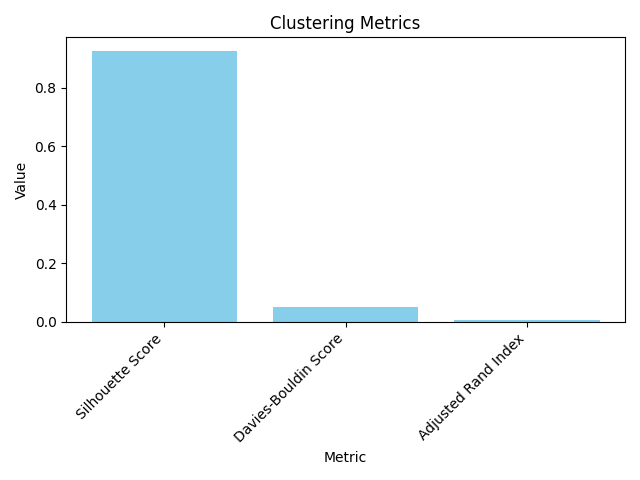 Clustering Metrics
Value
0.8
0.6
0.4
0.2
0.0
Silhouette Score
Davies-Bouldin Score
Adjusted Rand Index
Metric